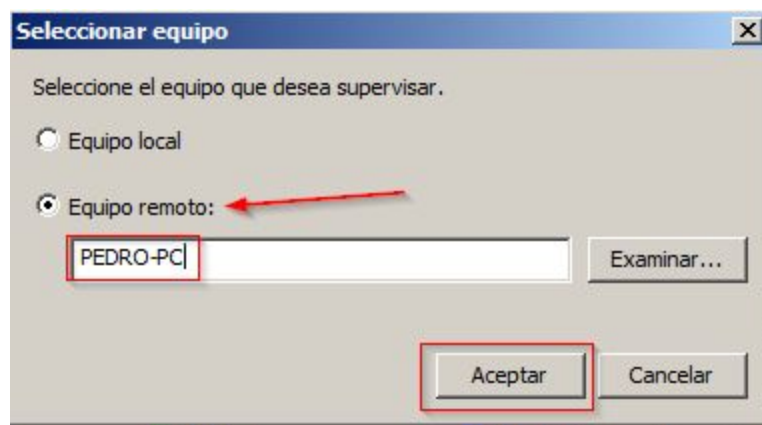 Seleccionar equipo
Seleccione el equipo que desea supervisar.
Equipo local
Equipo remoto:
PEDRO-PC
Examinar...
Aceptar
Cancelar